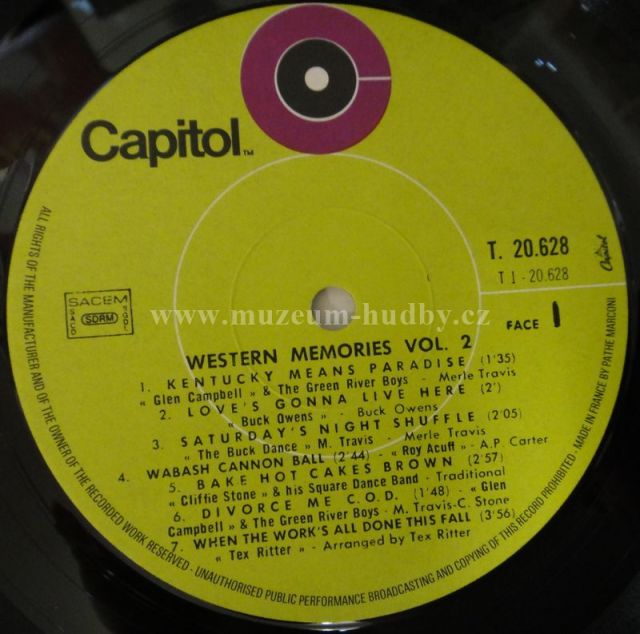 Capitol™
T. 20.628
T 1 - 20.628
Capitol
SACEM
SACD
SDRM
SGDL
FACE 1
www.muzeum-hudby.cz
WESTERN MEMORIES VOL. 2
1. KENTUCKY MEANS PARADISE (1'35)
« Glen Campbell » & The Green River Boys - Merle Travis
2. LOVE'S GONNA LIVE HERE (2')
« Buck Owens » - Buck Owens
3. SATURDAY'S NIGHT SHUFFLE (2'05)
« The Buck Dance » M. Travis - Merle Travis
4. WABASH CANNON BALL (2'44) - « Roy Acuff » - A.P. Carter
5. BAKE HOT CAKES BROWN (2'57)
« Cliffie Stone » & his Square Dance Band - Traditional
6. DIVORCE ME C.O.D. (1'48) - « Glen
Campbell » & The Green River Boys - M. Travis-C. Stone
7. WHEN THE WORK'S ALL DONE THIS FALL (3'56)
« Tex Ritter » - Arranged by Tex Ritter
ALL RIGHTS OF THE MANUFACTURER AND OF THE OWNER OF THE RECORDED WORK RESERVED - UNAUTHORISED PUBLIC PERFORMANCE BROADCASTING AND COPYING OF THIS RECORD PROHIBITED - MADE IN FRANCE BY PATHE MARCONI